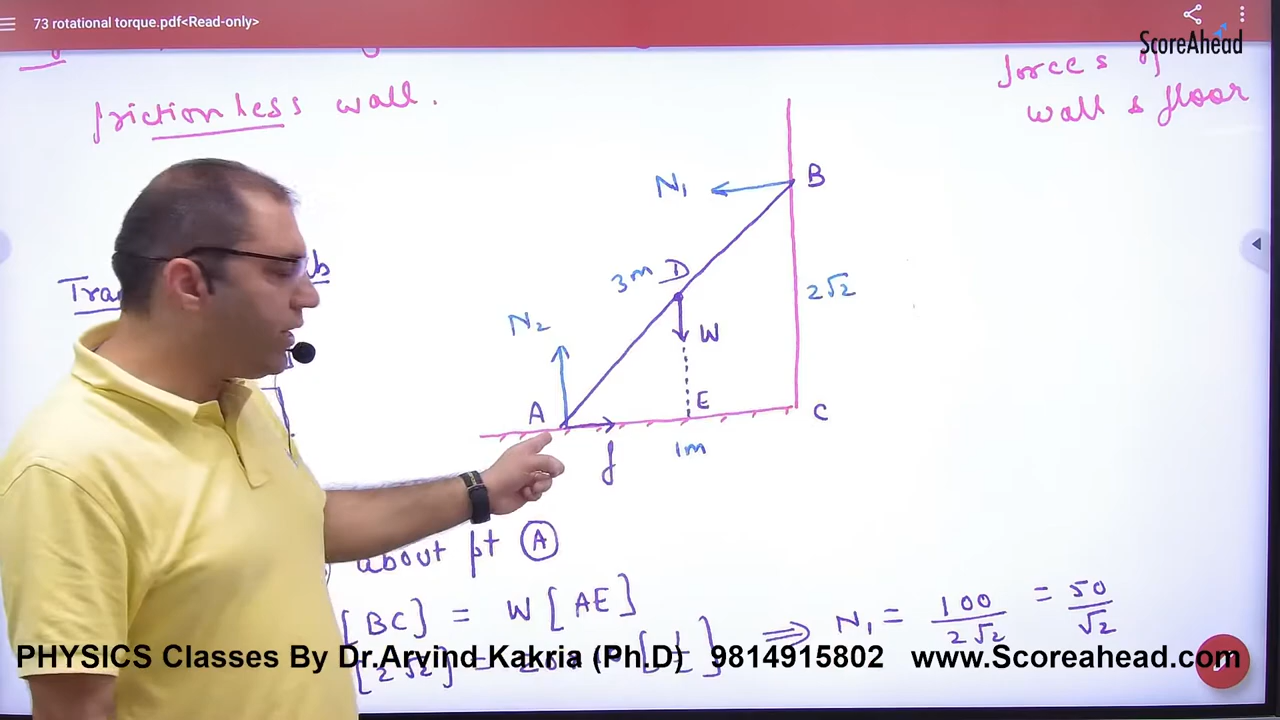 73 rotational torque.pdf<Read-only>
ScoreAhead
forces of
wall & floor
frictionless wall.
N₁
B
3m D
2√2
N₂
W
A
E
C
f
1m
about pt Ⓐ
[BC] = W[AE]
[2√2] =
⇒ N₁ = 100/2√2 = 50/√2
PHYSICS Classes By Dr.Arvind Kakria (Ph.D) 9814915802 www.Scoreahead.com